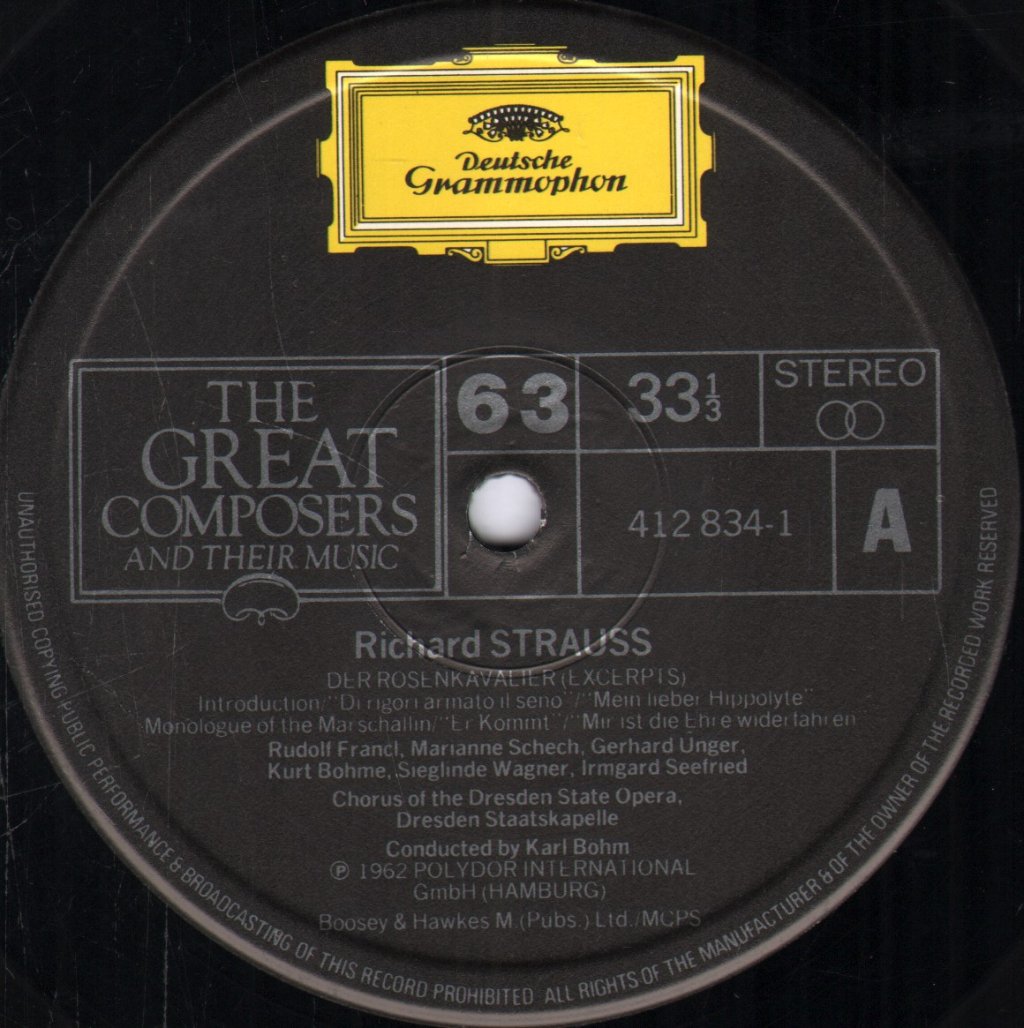 Deutsche
Grammophon
THE
GREAT
COMPOSERS
AND THEIR MUSIC
63
33 1/3
STEREO
412 834-1
A
Richard STRAUSS
DER ROSENKAVALIER (EXCERPTS)
Introduction/"Di rigori armato il seno"/"Mein lieber Hippolyte"
Monologue of the Marschallin/"Er Kommt"/"Mir ist die Ehre widerfahren
Rudolf Francl, Marianne Schech, Gerhard Unger,
Kurt Bohme, Sieglinde Wagner, Irmgard Seefried
Chorus of the Dresden State Opera,
Dresden Staatskapelle
Conducted by Karl Bohm
℗ 1962 POLYDOR INTERNATIONAL
GmbH (HAMBURG)
Boosey & Hawkes M.(Pubs.) Ltd./MCPS
UNAUTHORISED COPYING PUBLIC PERFORMANCE & BROADCASTING OF THIS RECORD PROHIBITED ALL RIGHTS OF THE MANUFACTURER & OF THE OWNER OF THE RECORDED WORK RESERVED